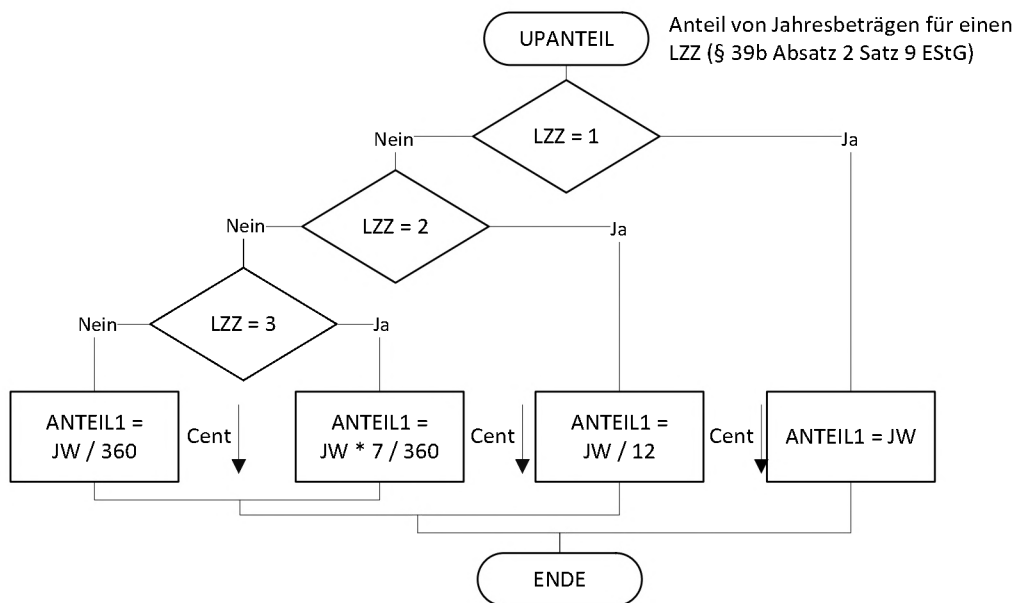 UPANTEIL
Anteil von Jahresbeträgen für einen
LZZ (§ 39b Absatz 2 Satz 9 EStG)
LZZ = 1
Nein
Ja
LZZ = 2
Nein
Ja
LZZ = 3
Nein
Ja
ANTEIL1 =
JW / 360
Cent
ANTEIL1 =
JW * 7 / 360
Cent
ANTEIL1 =
JW / 12
Cent
ANTEIL1 = JW
ENDE